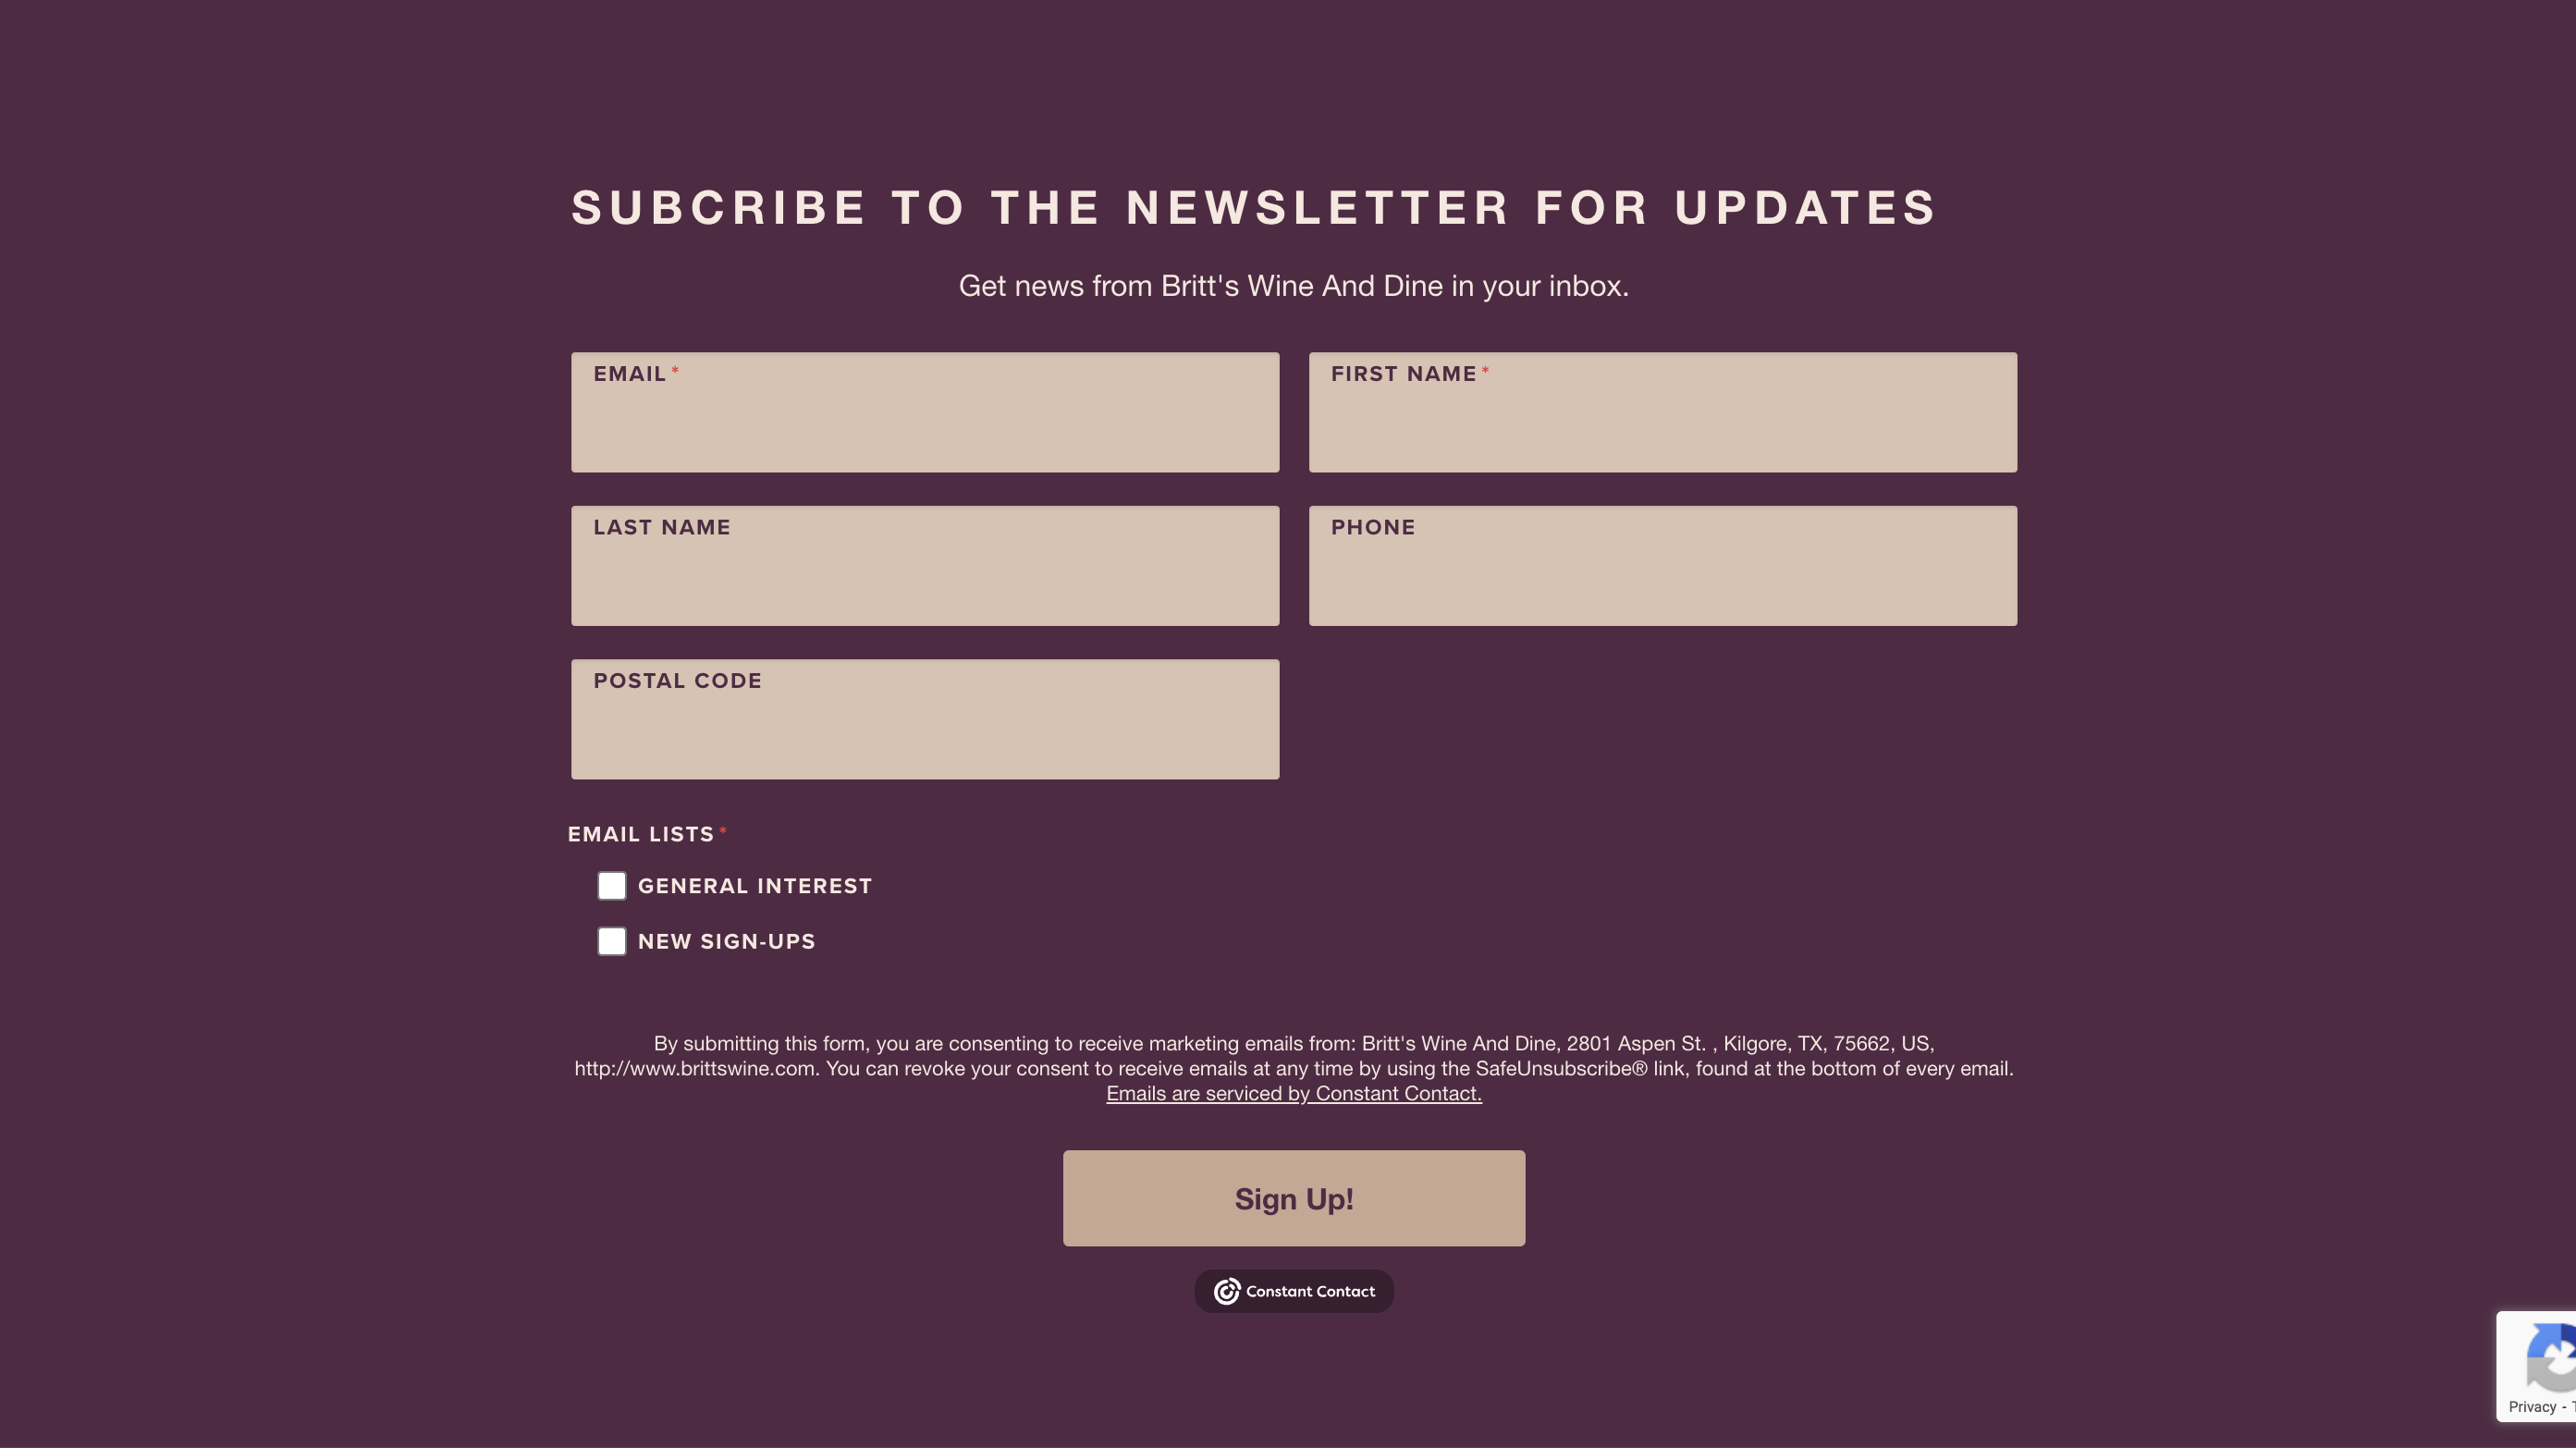 SUBCRIBE TO THE NEWSLETTER FOR UPDATES
Get news from Britt's Wine And Dine in your inbox.
EMAIL *
FIRST NAME *
LAST NAME
PHONE
POSTAL CODE
EMAIL LISTS *
GENERAL INTEREST
NEW SIGN-UPS
By submitting this form, you are consenting to receive marketing emails from: Britt's Wine And Dine, 2801 Aspen St. , Kilgore, TX, 75662, US,
http://www.brittswine.com. You can revoke your consent to receive emails at any time by using the SafeUnsubscribe® link, found at the bottom of every email.
Emails are serviced by Constant Contact.
Sign Up!
Constant Contact
Privacy -